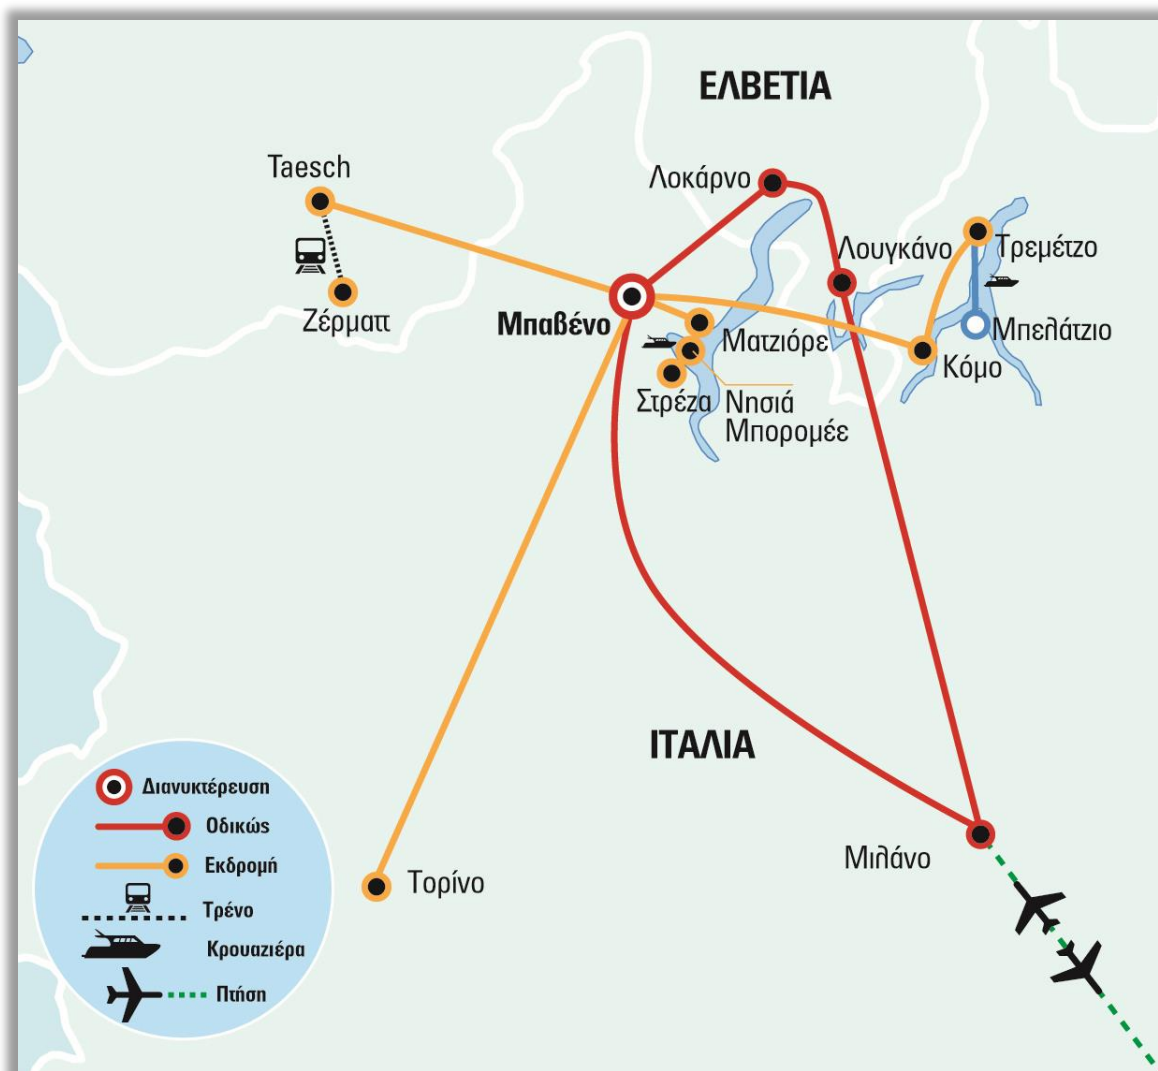 ΕΛΒΕΤΙΑ
Taesch
Λοκάρνο
Λουγκάνο
Τρεμέτζο
Ζέρματτ
Μπαβένο
Ματζιόρε
Μπελάτζιο
Κόμο
Στρέζα
Νησιά
Μπορομέε
ΙΤΑΛΙΑ
Μιλάνο
Τορίνο
Διανυκτέρευση
Οδικώς
Εκδρομή
Τρένο
Κρουαζιέρα
Πτήση